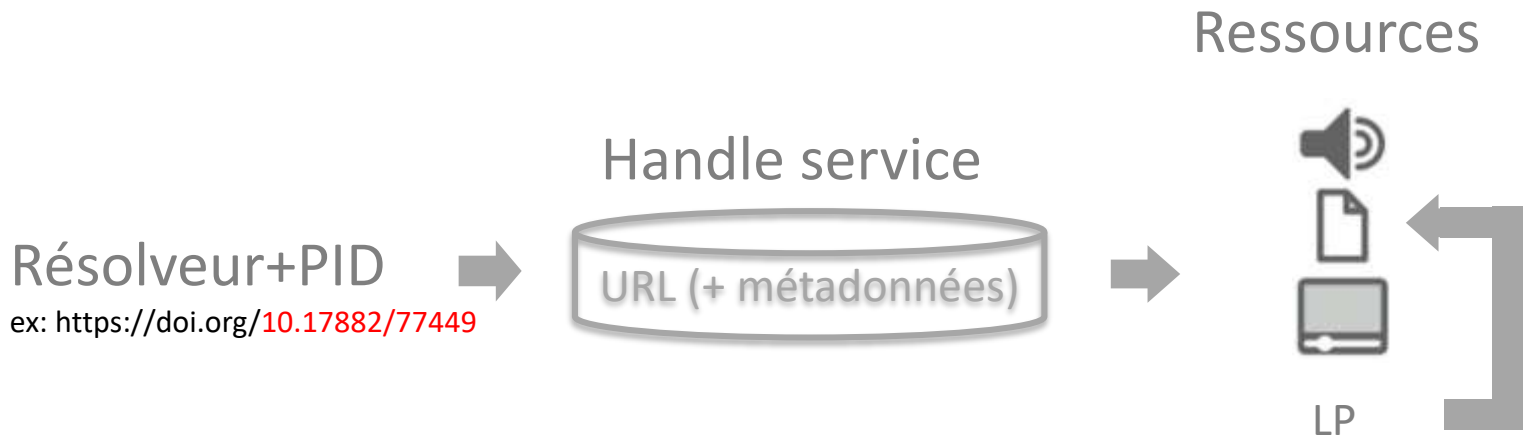 Ressources
Handle service
Résolveur+PID
ex: https://doi.org/10.17882/77449
URL (+ métadonnées)
LP